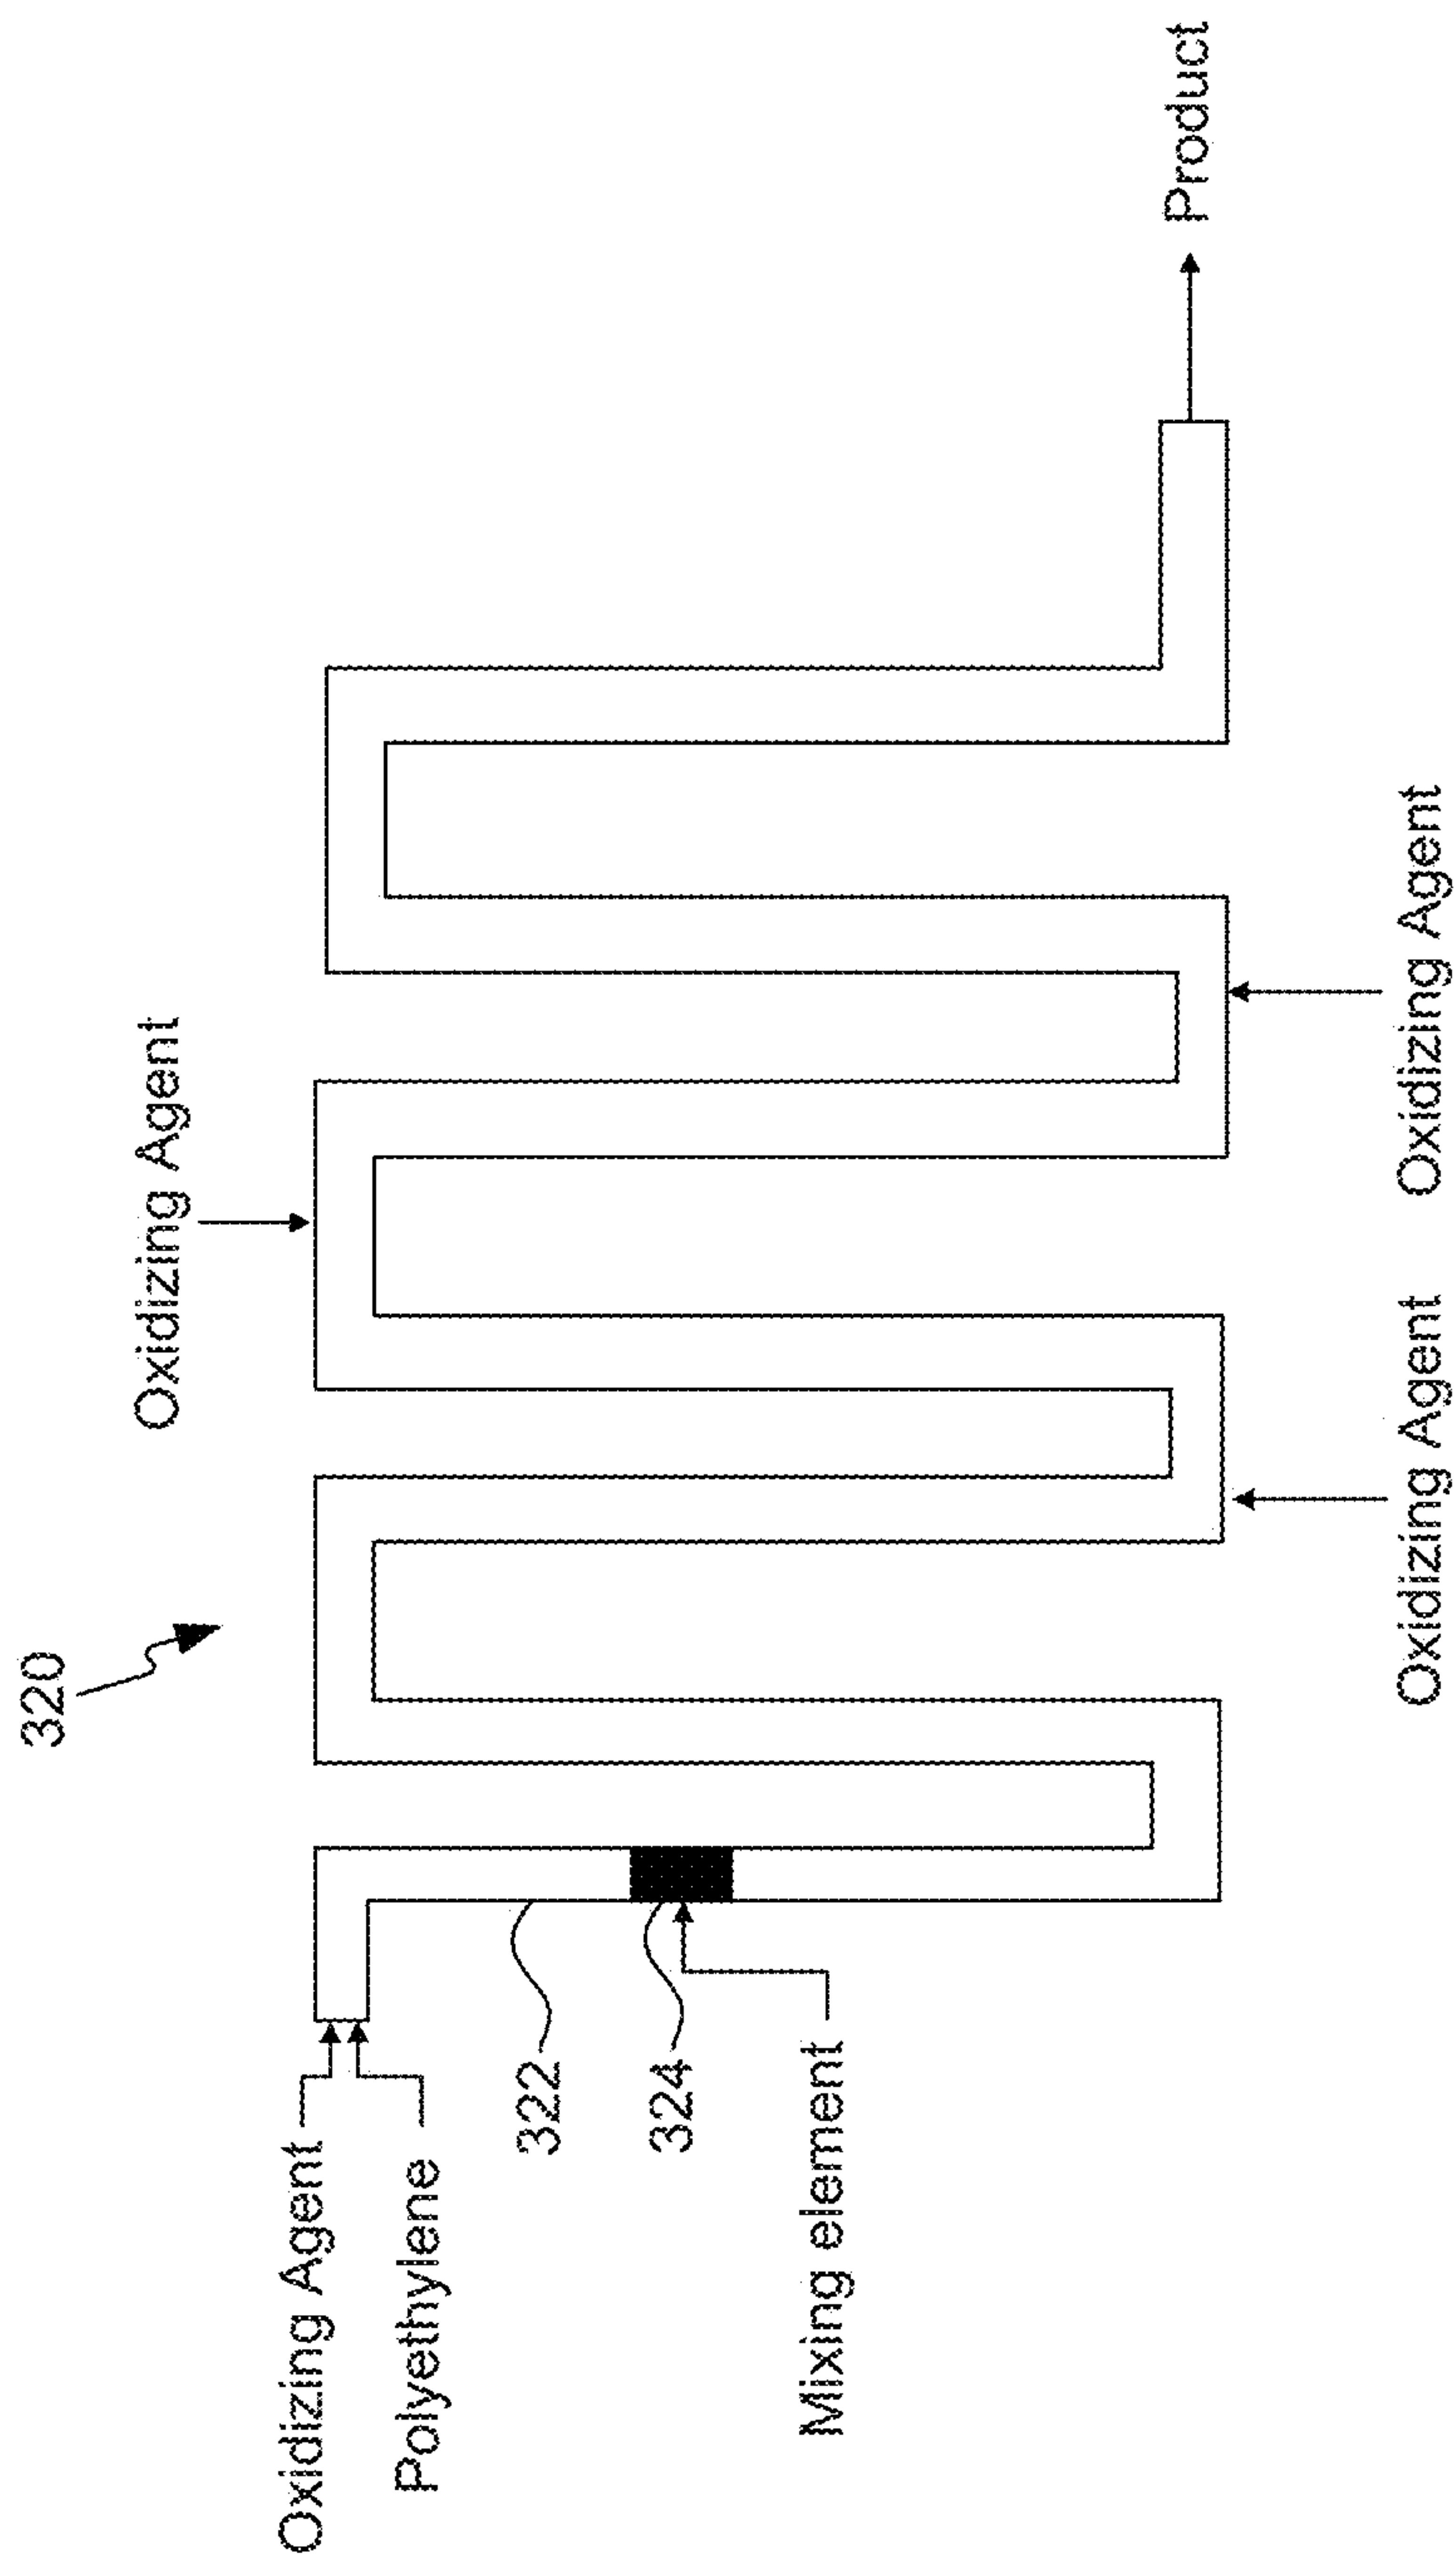 320
Oxidizing Agent
Oxidizing Agent
Polyethylene
322
324
Mixing element
Product
Oxidizing Agent
Oxidizing Agent